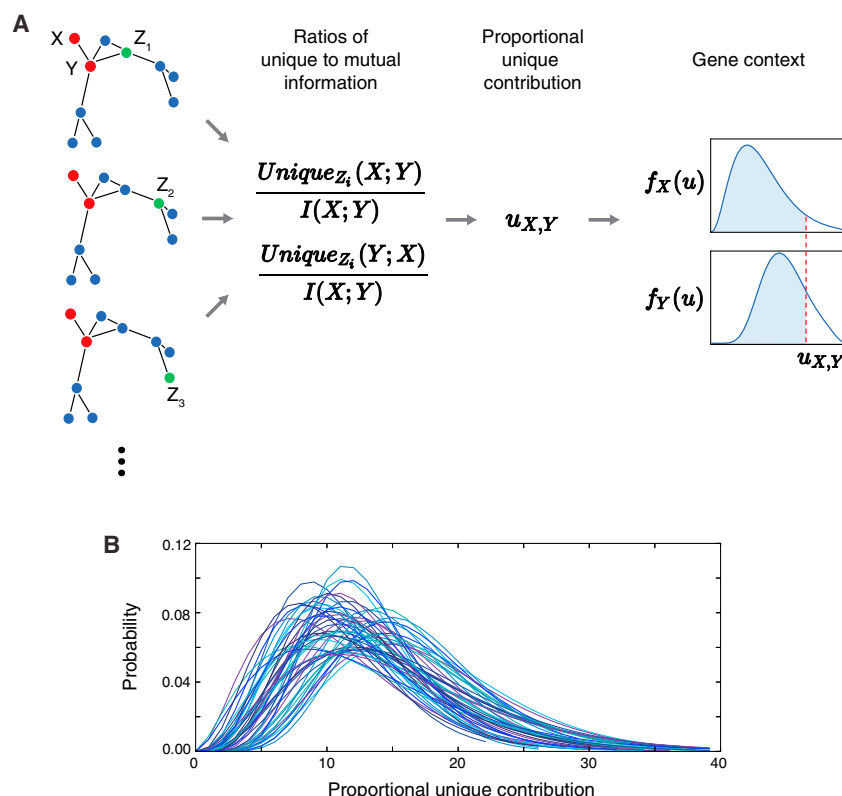 A
X
Y
Z1
Z2
Z3
Ratios of
unique to mutual
information
Proportional
unique
contribution
Gene context
UniqueZi(X;Y)
I(X;Y)
UniqueZi(Y;X)
I(X;Y)
uX,Y
fX(u)
fY(u)
uX,Y
B
Probability
0.12
0.08
0.04
0.00
0
10
22
30
40
Proportional unique contribution